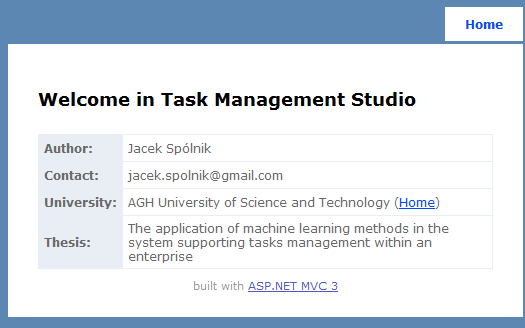 Home
Welcome in Task Management Studio
Author: Jacek Spólnik
Contact: jacek.spolnik@gmail.com
University: AGH University of Science and Technology (Home)
Thesis: The application of machine learning methods in the
system supporting tasks management within an
enterprise
built with ASP.NET MVC 3